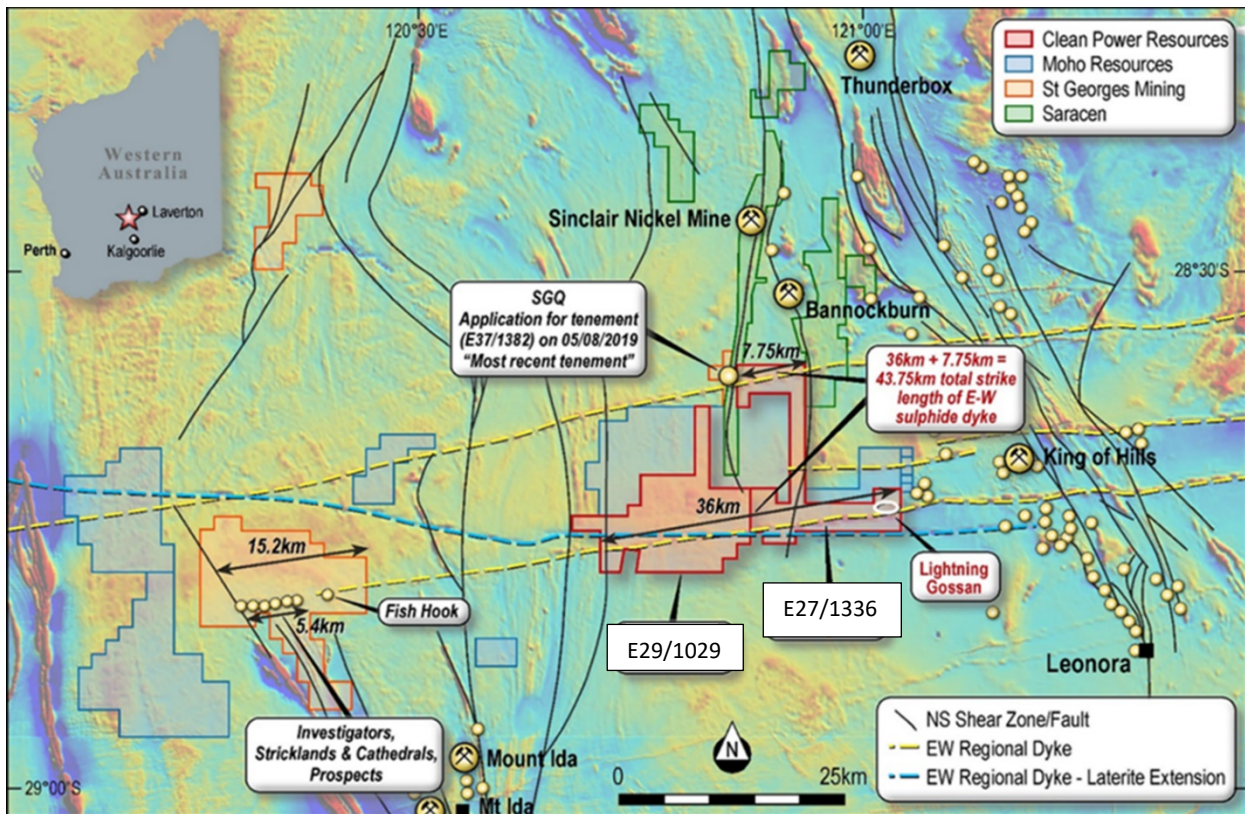 120°30'E
121°00'E
Thunderbox
Clean Power Resources
Moho Resources
St Georges Mining
Saracen
Western
Australia
Laverton
Perth
Kalgoorlie
Sinclair Nickel Mine
28°30'S
SGQ
Application for tenement
(E37/1382) on 05/08/2019
“Most recent tenement”
Bannockburn
7.75km
36km + 7.75km =
43.75km total strike
length of E-W
sulphide dyke
King of Hills
36km
15.2km
Fish Hook
5.4km
Lightning
Gossan
E27/1336
E29/1029
Leonora
Investigators,
Stricklands & Cathedrals,
Prospects
Mount Ida
N
NS Shear Zone/Fault
EW Regional Dyke
EW Regional Dyke - Laterite Extension
29°00'S
0
25km
Mt Ida